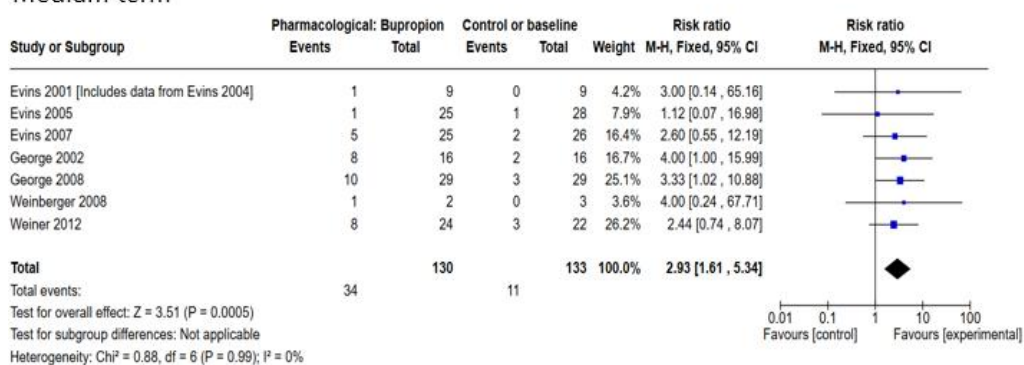 Medium term
Pharmacological: Bupropion Control or baseline Risk ratio Risk ratio
Study or Subgroup Events Total Events Total Weight M-H, Fixed, 95% CI M-H, Fixed, 95% CI
Evins 2001 [Includes data from Evins 2004] 1 9 0 9 4.2% 3.00 [0.14 , 65.16]
Evins 2005 1 25 1 28 7.9% 1.12 [0.07 , 16.98]
Evins 2007 5 25 2 26 16.4% 2.60 [0.55 , 12.19]
George 2002 8 16 2 16 16.7% 4.00 [1.00 , 15.99]
George 2008 10 29 3 29 25.1% 3.33 [1.02 , 10.88]
Weinberger 2008 1 2 0 3 3.6% 4.00 [0.24 , 67.71]
Weiner 2012 8 24 3 22 26.2% 2.44 [0.74 , 8.07]
Total 130 133 100.0% 2.93 [1.61 , 5.34]
Total events: 34 11
Test for overall effect: Z = 3.51 (P = 0.0005)
Test for subgroup differences: Not applicable
Heterogeneity: Chi² = 0.88, df = 6 (P = 0.99); I² = 0%
0.01 0.1 1 10 100
Favours [control] Favours [experimental]